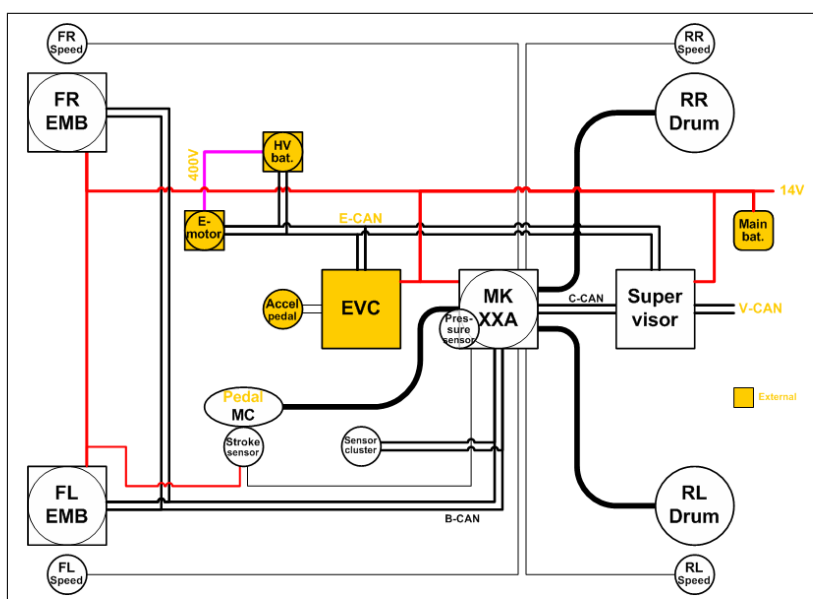 FR
Speed
RR
Speed
FR
EMB
RR
Drum
HV
bat.
400V
14V
E-
motor
E-CAN
Main
bat.
Accel
pedal
EVC
MK
XXA
Pres-
sure
sensor
C-CAN
Super
visor
V-CAN
Pedal
MC
External
Stroke
sensor
Sensor
cluster
FL
EMB
B-CAN
RL
Drum
FL
Speed
RL
Speed